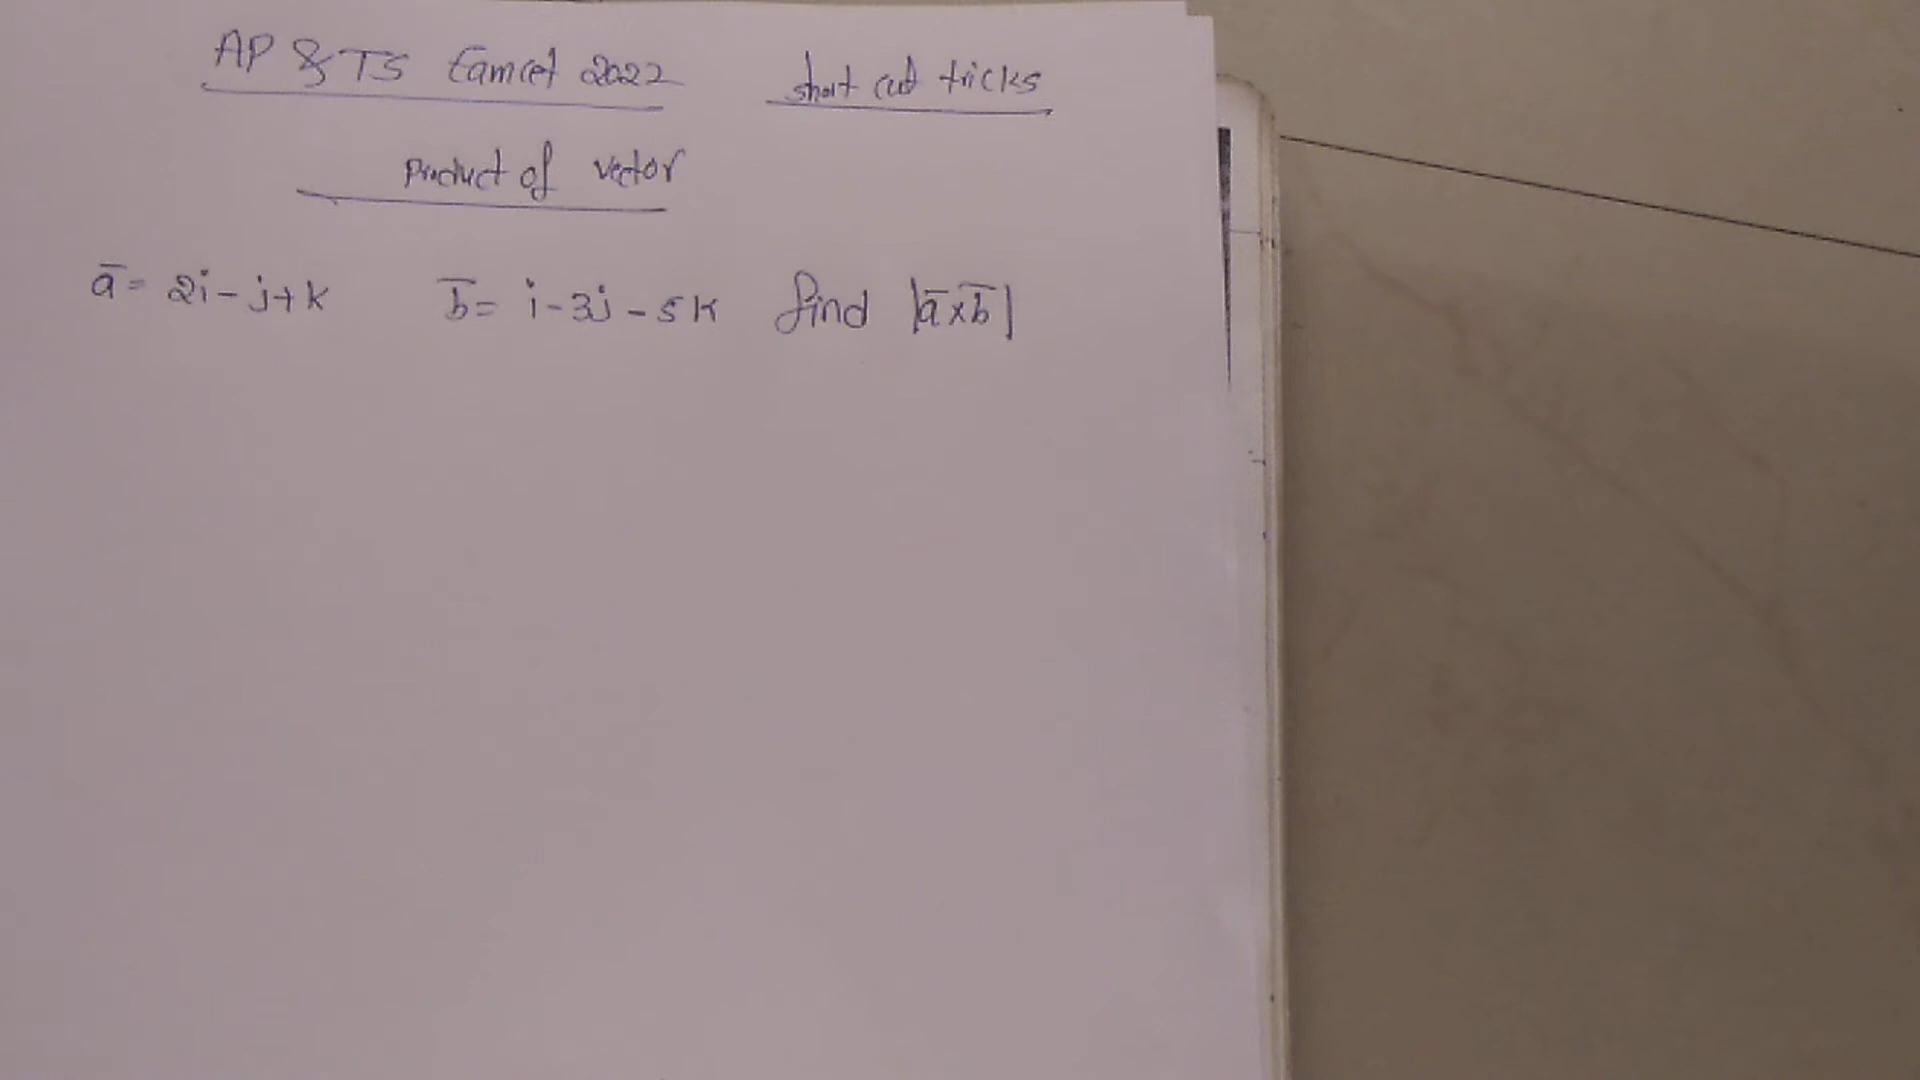 AP & TS Eamcet 2022 short cut tricks
Product of vector
a̅ = 2i - j + k b̅ = i - 3j - 5k find |a̅ x b̅|